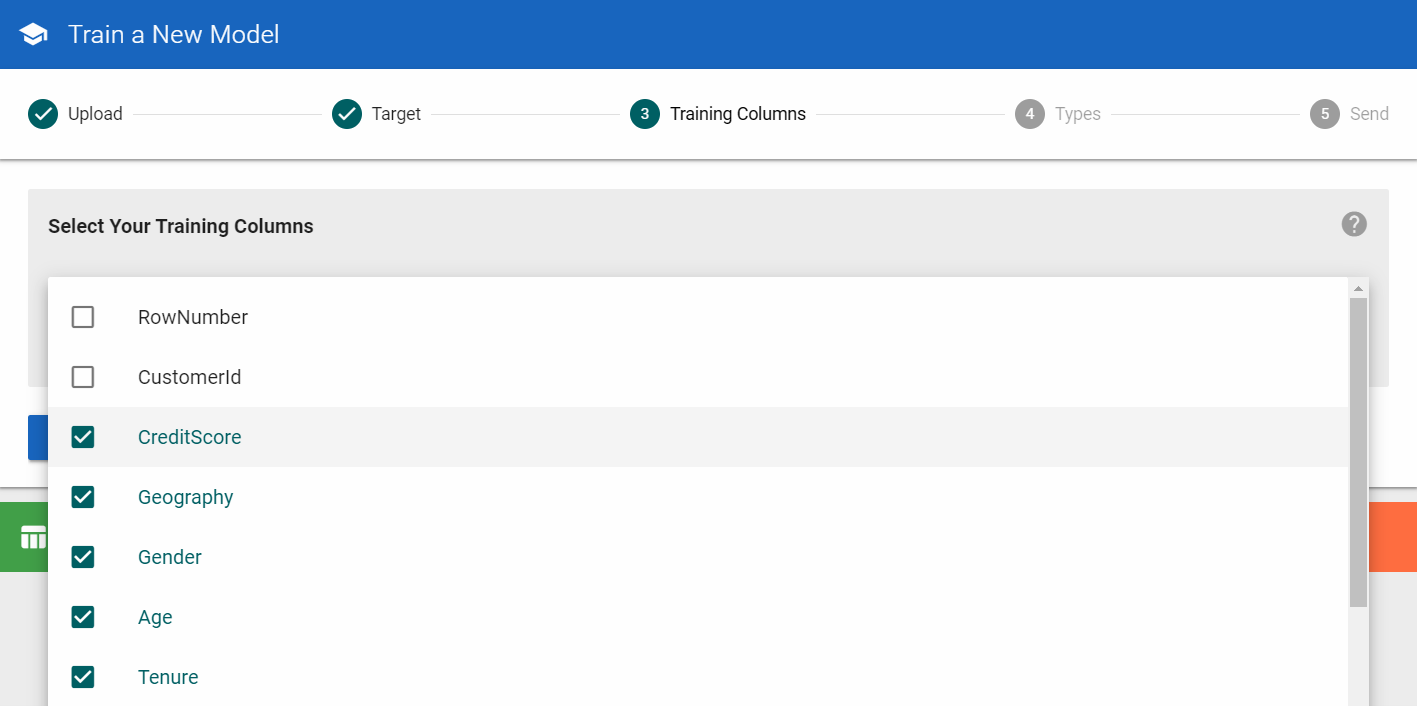 Train a New Model
Upload
Target
3 Training Columns
4 Types
5 Send
Select Your Training Columns
?
RowNumber
CustomerId
CreditScore
Geography
Gender
Age
Tenure